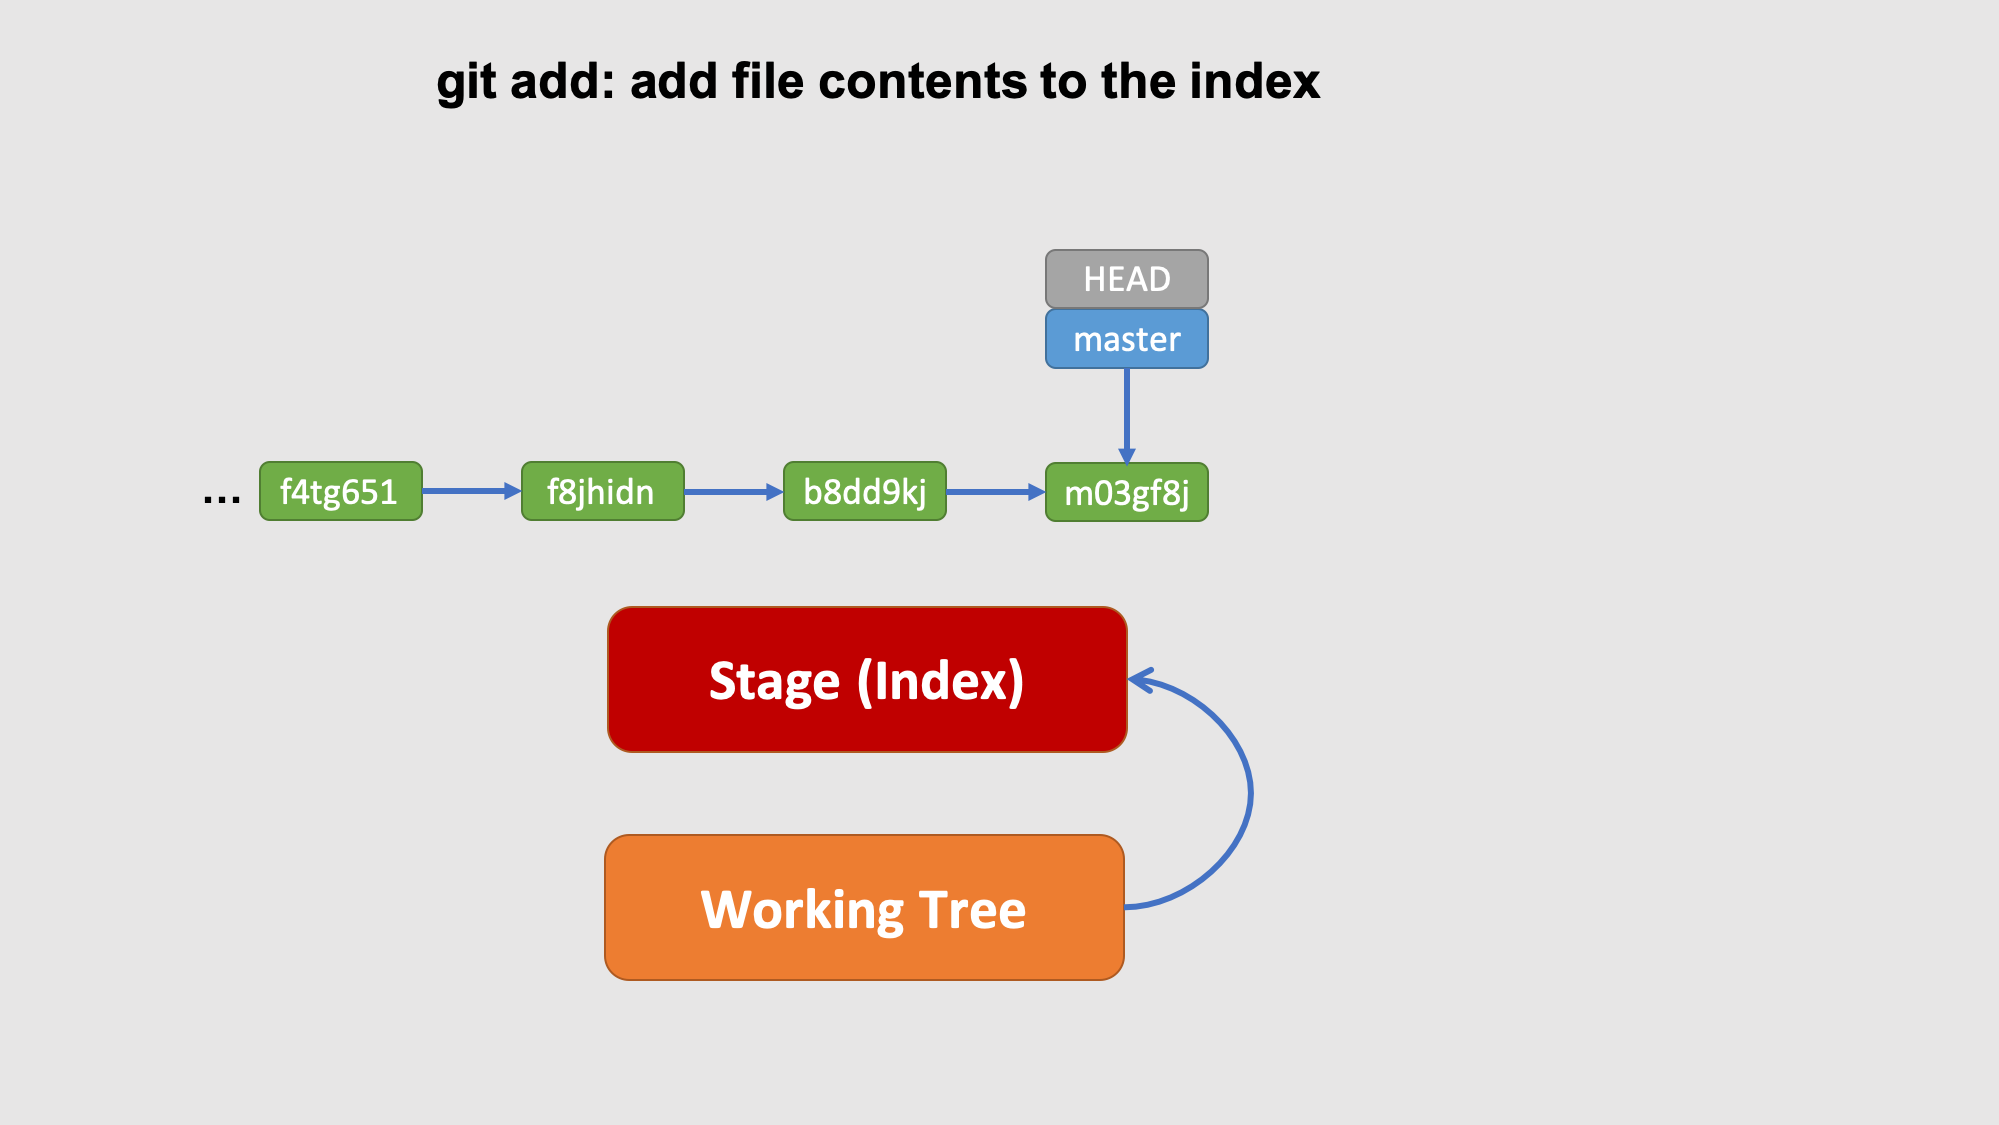 git add: add file contents to the index
HEAD
master
... f4tg651 f8jhidn b8dd9kj m03gf8j
Stage (Index)
Working Tree